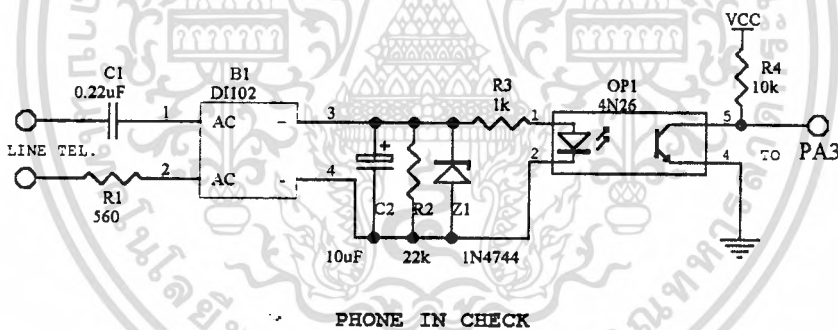 VCC
C1
0.22uF
B1
DI102
R3
1k
OP1
4N26
R4
10k
1
AC
-
3
1
5
LINE TEL.
2
AC
-
4
2
4
TO
PA3
R1
560
C2
R2
Z1
10uF
22k
1N4744
PHONE IN CHECK